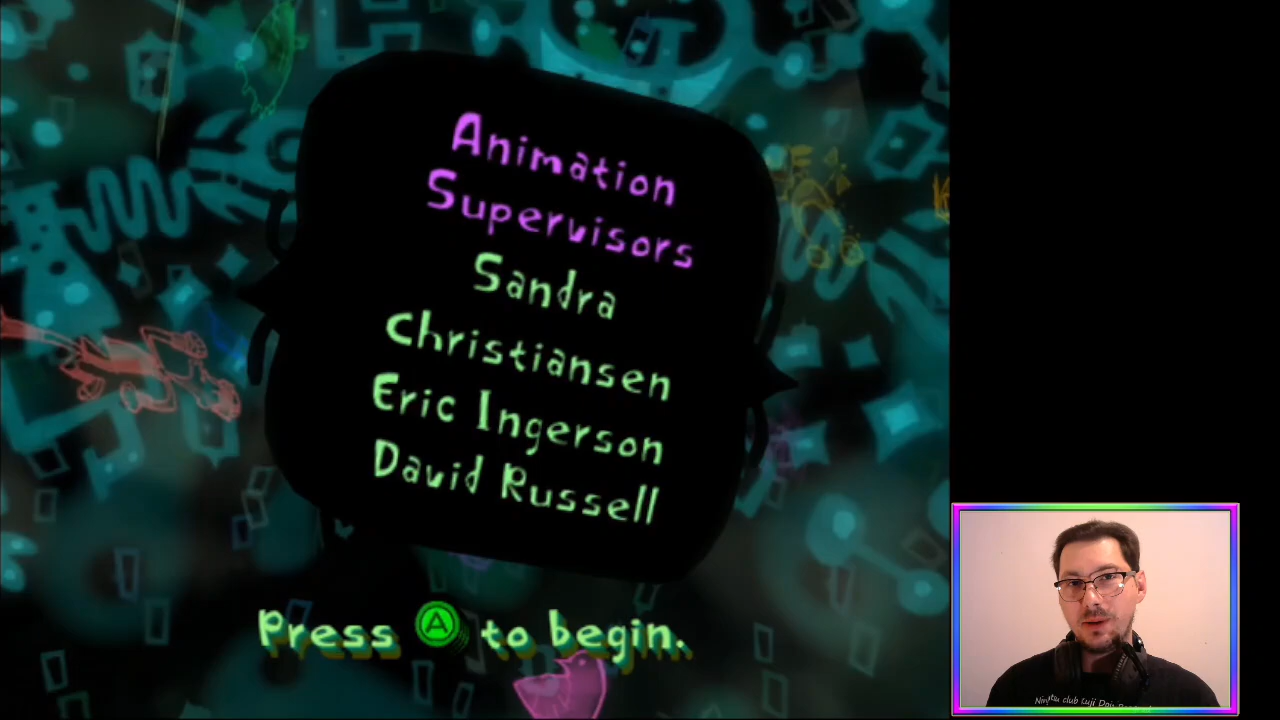 Animation
Supervisors
Sandra
Christiansen
Eric Ingerson
David Russell
Press A to begin.